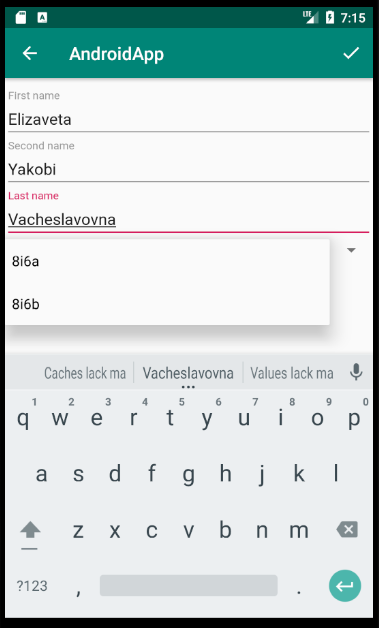 LTE 7:15
AndroidApp
First name
Elizaveta
Second name
Yakobi
Last name
Vacheslavovna
8i6a
8i6b
Caches lack ma Vacheslavovna Values lack ma
1 2 3 4 5 6 7 8 9 0
q w e r t y u i o p
a s d f g h j k l
z x c v b n m
?123 , .